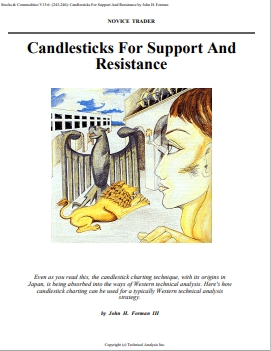 Stocks & Commodities V.13:6 (243-246): Candlesticks For Support And Resistance by John H. Forman
NOVICE TRADER
Candlesticks For Support And
Resistance
Even as you read this, the candlestick charting technique, with its origins in
Japan, is being absorbed into the ways of Western technical analysis. Here's how
candlestick charting can be used for a typically Western technical analysis
strategy.
by John H. Forman III
Copyright (c) Technical Analysis Inc.